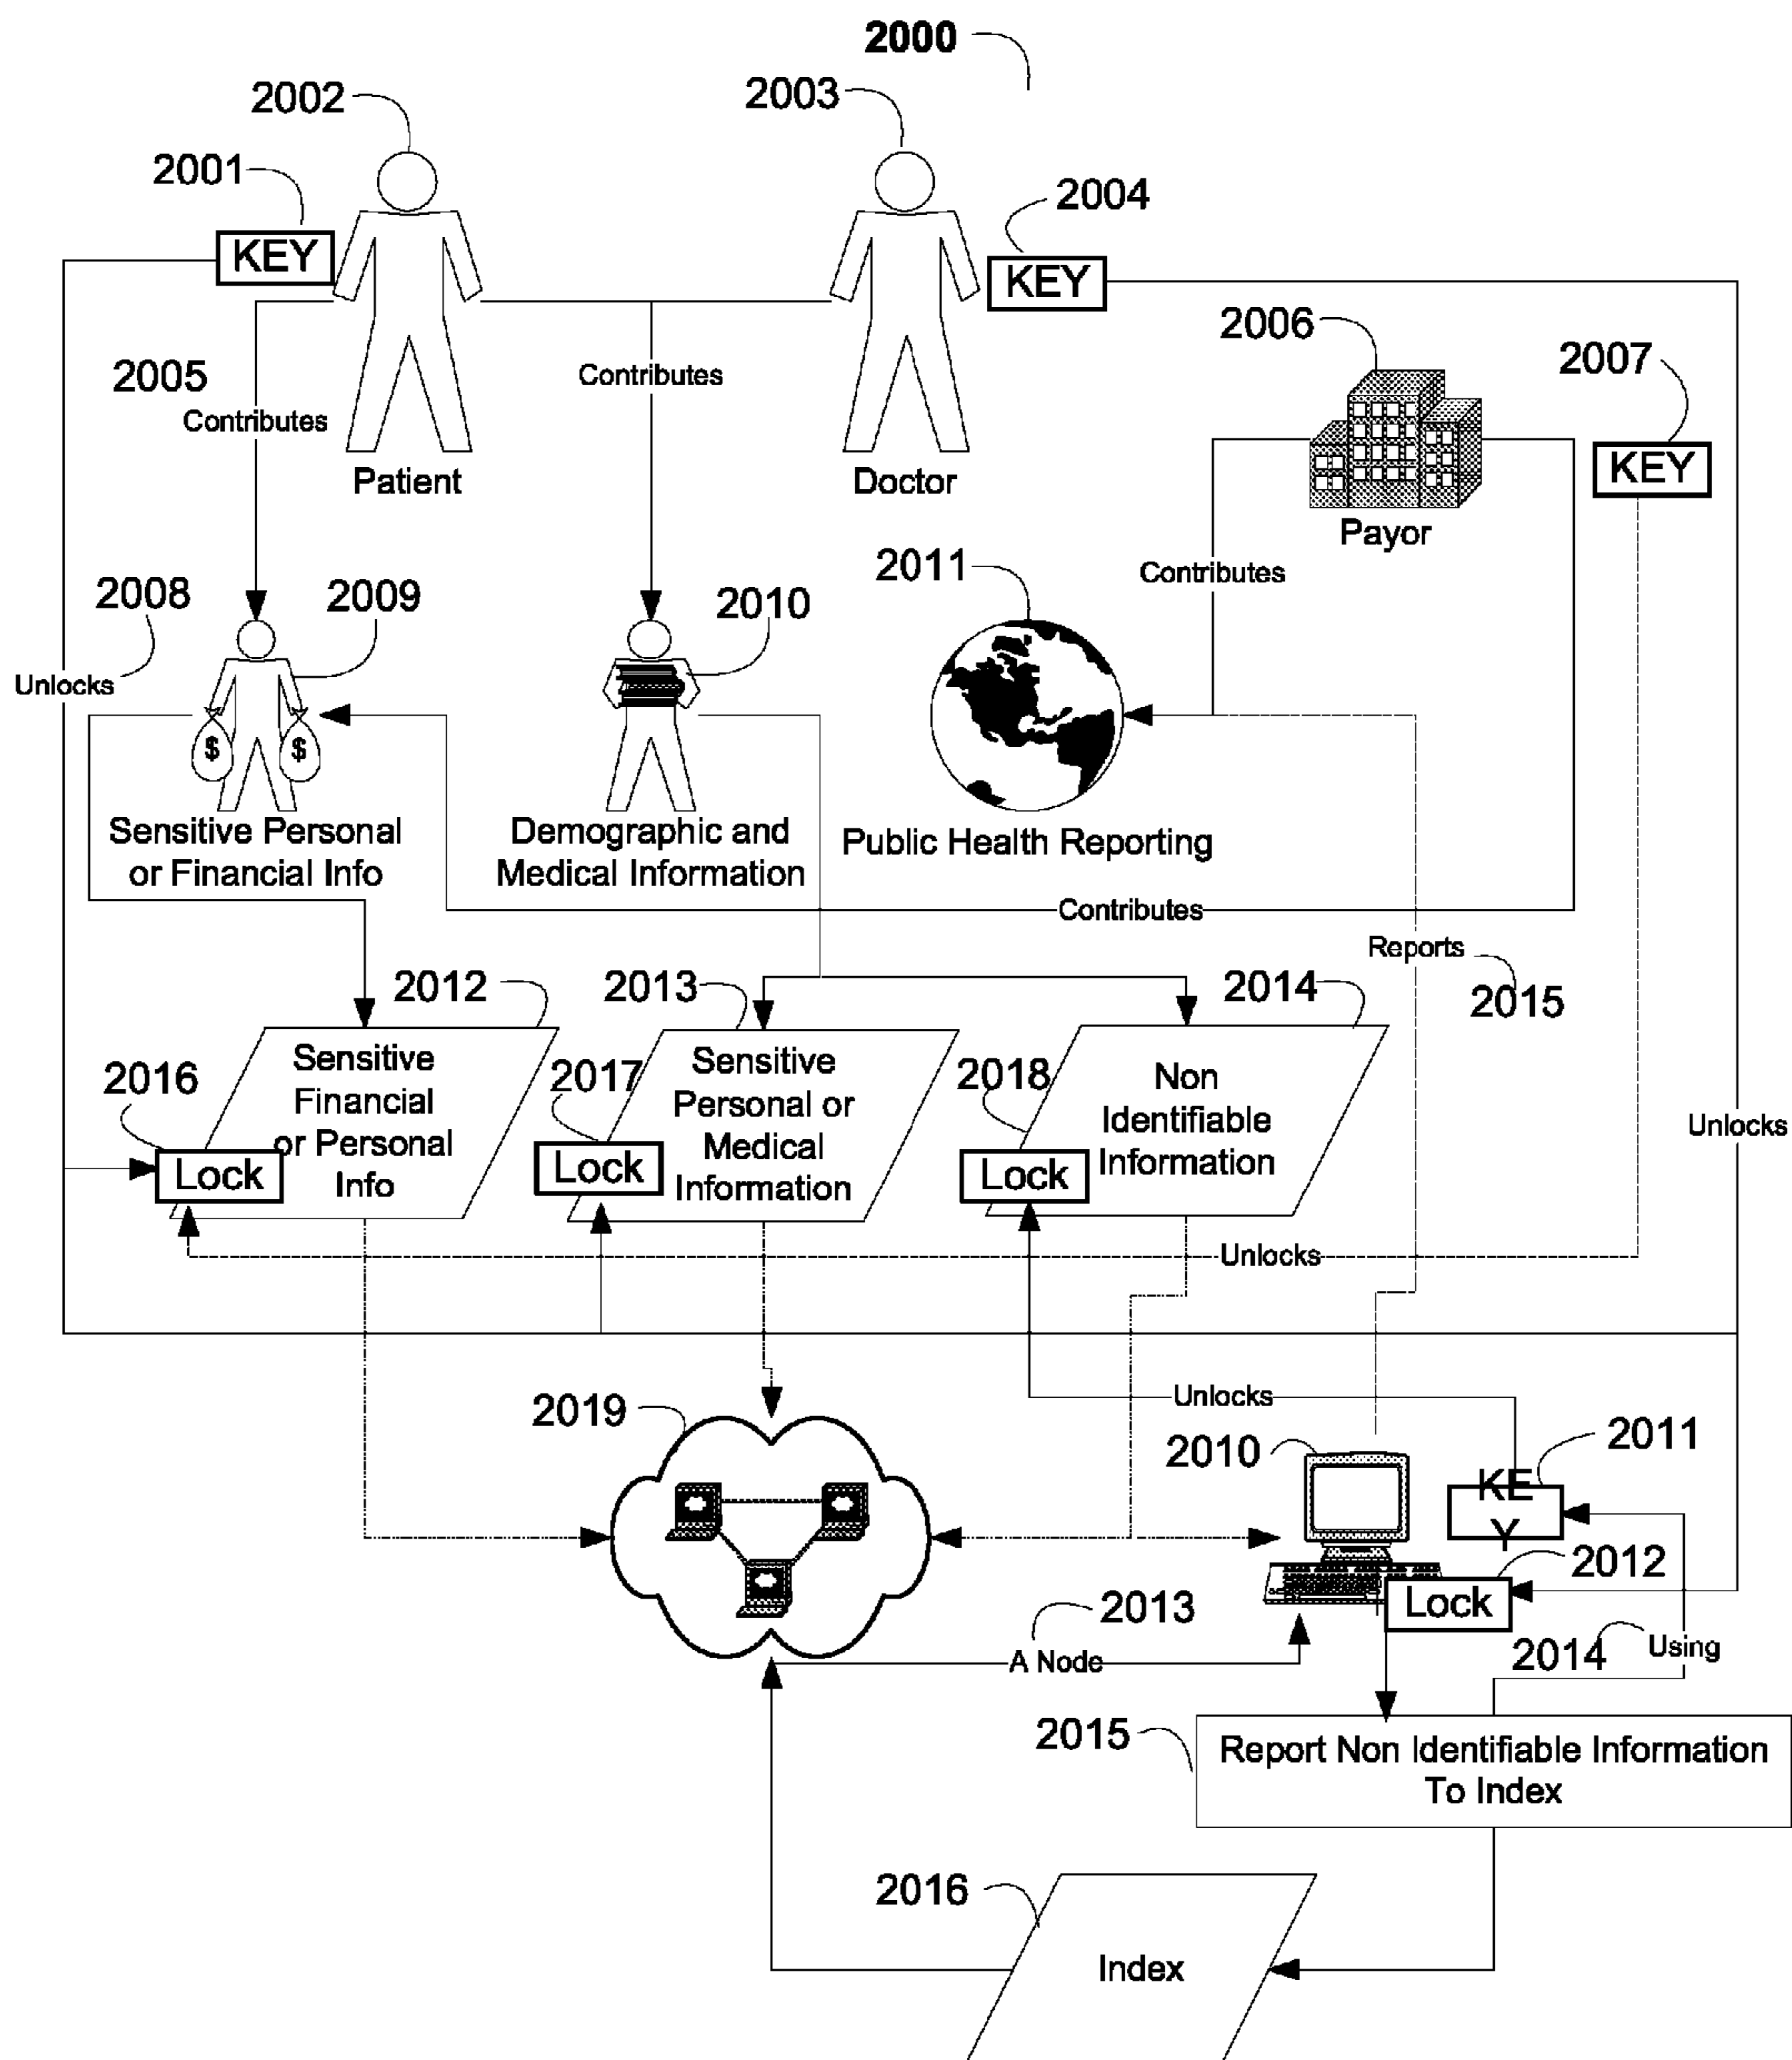 2000
2002
2003
2001
2004
KEY
KEY
2006
2007
2005
Contributes
Contributes
KEY
Patient
Doctor
Payor
2011
Contributes
2008
2009
2010
Unlocks
$
$
Sensitive Personal
or Financial Info
Demographic and
Medical Information
Public Health Reporting
Contributes
Reports
2015
2012
2013
2014
2016
Sensitive
Financial
or Personal
Info
Lock
2017
Sensitive
Personal or
Medical
Information
Lock
2018
Non
Identifiable
Information
Lock
Unlocks
Unlocks
Unlocks
2019
2010
2011
KE
Y
2012
Lock
2013
A Node
2014
Using
2015
Report Non Identifiable Information
To Index
2016
Index